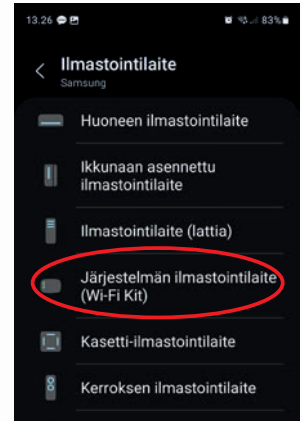 13.26 83%
Ilmastointilaite
Samsung
Huoneen ilmastointilaite
Ikkunaan asennettu
ilmastointilaite
Ilmastointilaite (lattia)
Järjestelmän ilmastointilaite
(Wi-Fi Kit)
Kasetti-ilmastointilaite
Kerroksen ilmastointilaite